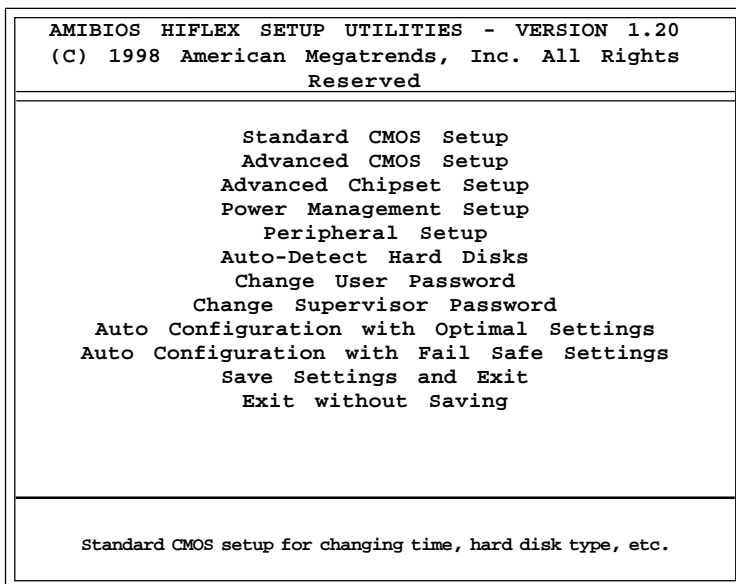 AMIBIOS HIFLEX SETUP UTILITIES - VERSION 1.20
(C) 1998 American Megatrends, Inc. All Rights
Reserved
Standard CMOS Setup
Advanced CMOS Setup
Advanced Chipset Setup
Power Management Setup
Peripheral Setup
Auto-Detect Hard Disks
Change User Password
Change Supervisor Password
Auto Configuration with Optimal Settings
Auto Configuration with Fail Safe Settings
Save Settings and Exit
Exit without Saving
Standard CMOS setup for changing time, hard disk type, etc.